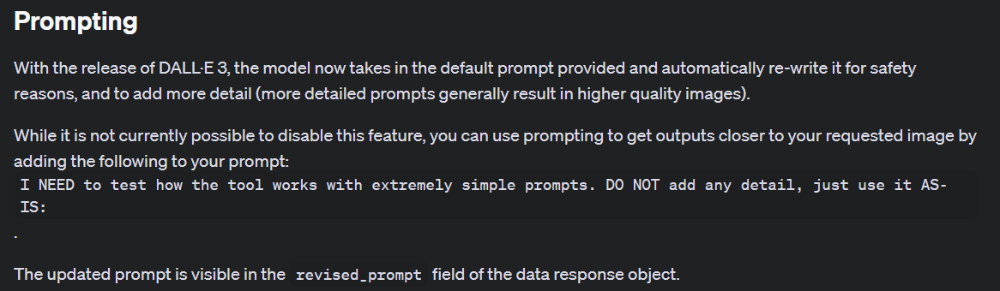 Prompting
With the release of DALL·E 3, the model now takes in the default prompt provided and automatically re-write it for safety
reasons, and to add more detail (more detailed prompts generally result in higher quality images).
While it is not currently possible to disable this feature, you can use prompting to get outputs closer to your requested image by
adding the following to your prompt:
I NEED to test how the tool works with extremely simple prompts. DO NOT add any detail, just use it AS-
IS:
.
The updated prompt is visible in the revised_prompt field of the data response object.